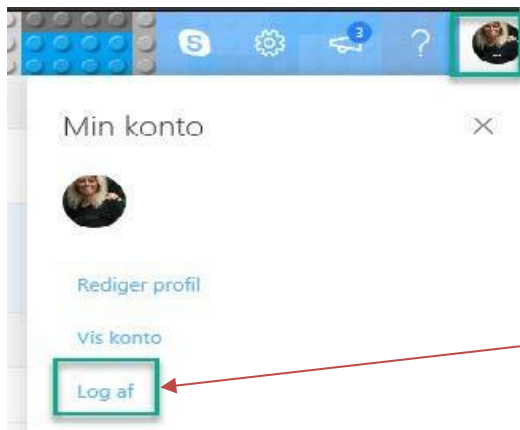 S 3 ?
Min konto
Rediger profil
Vis konto
Log af